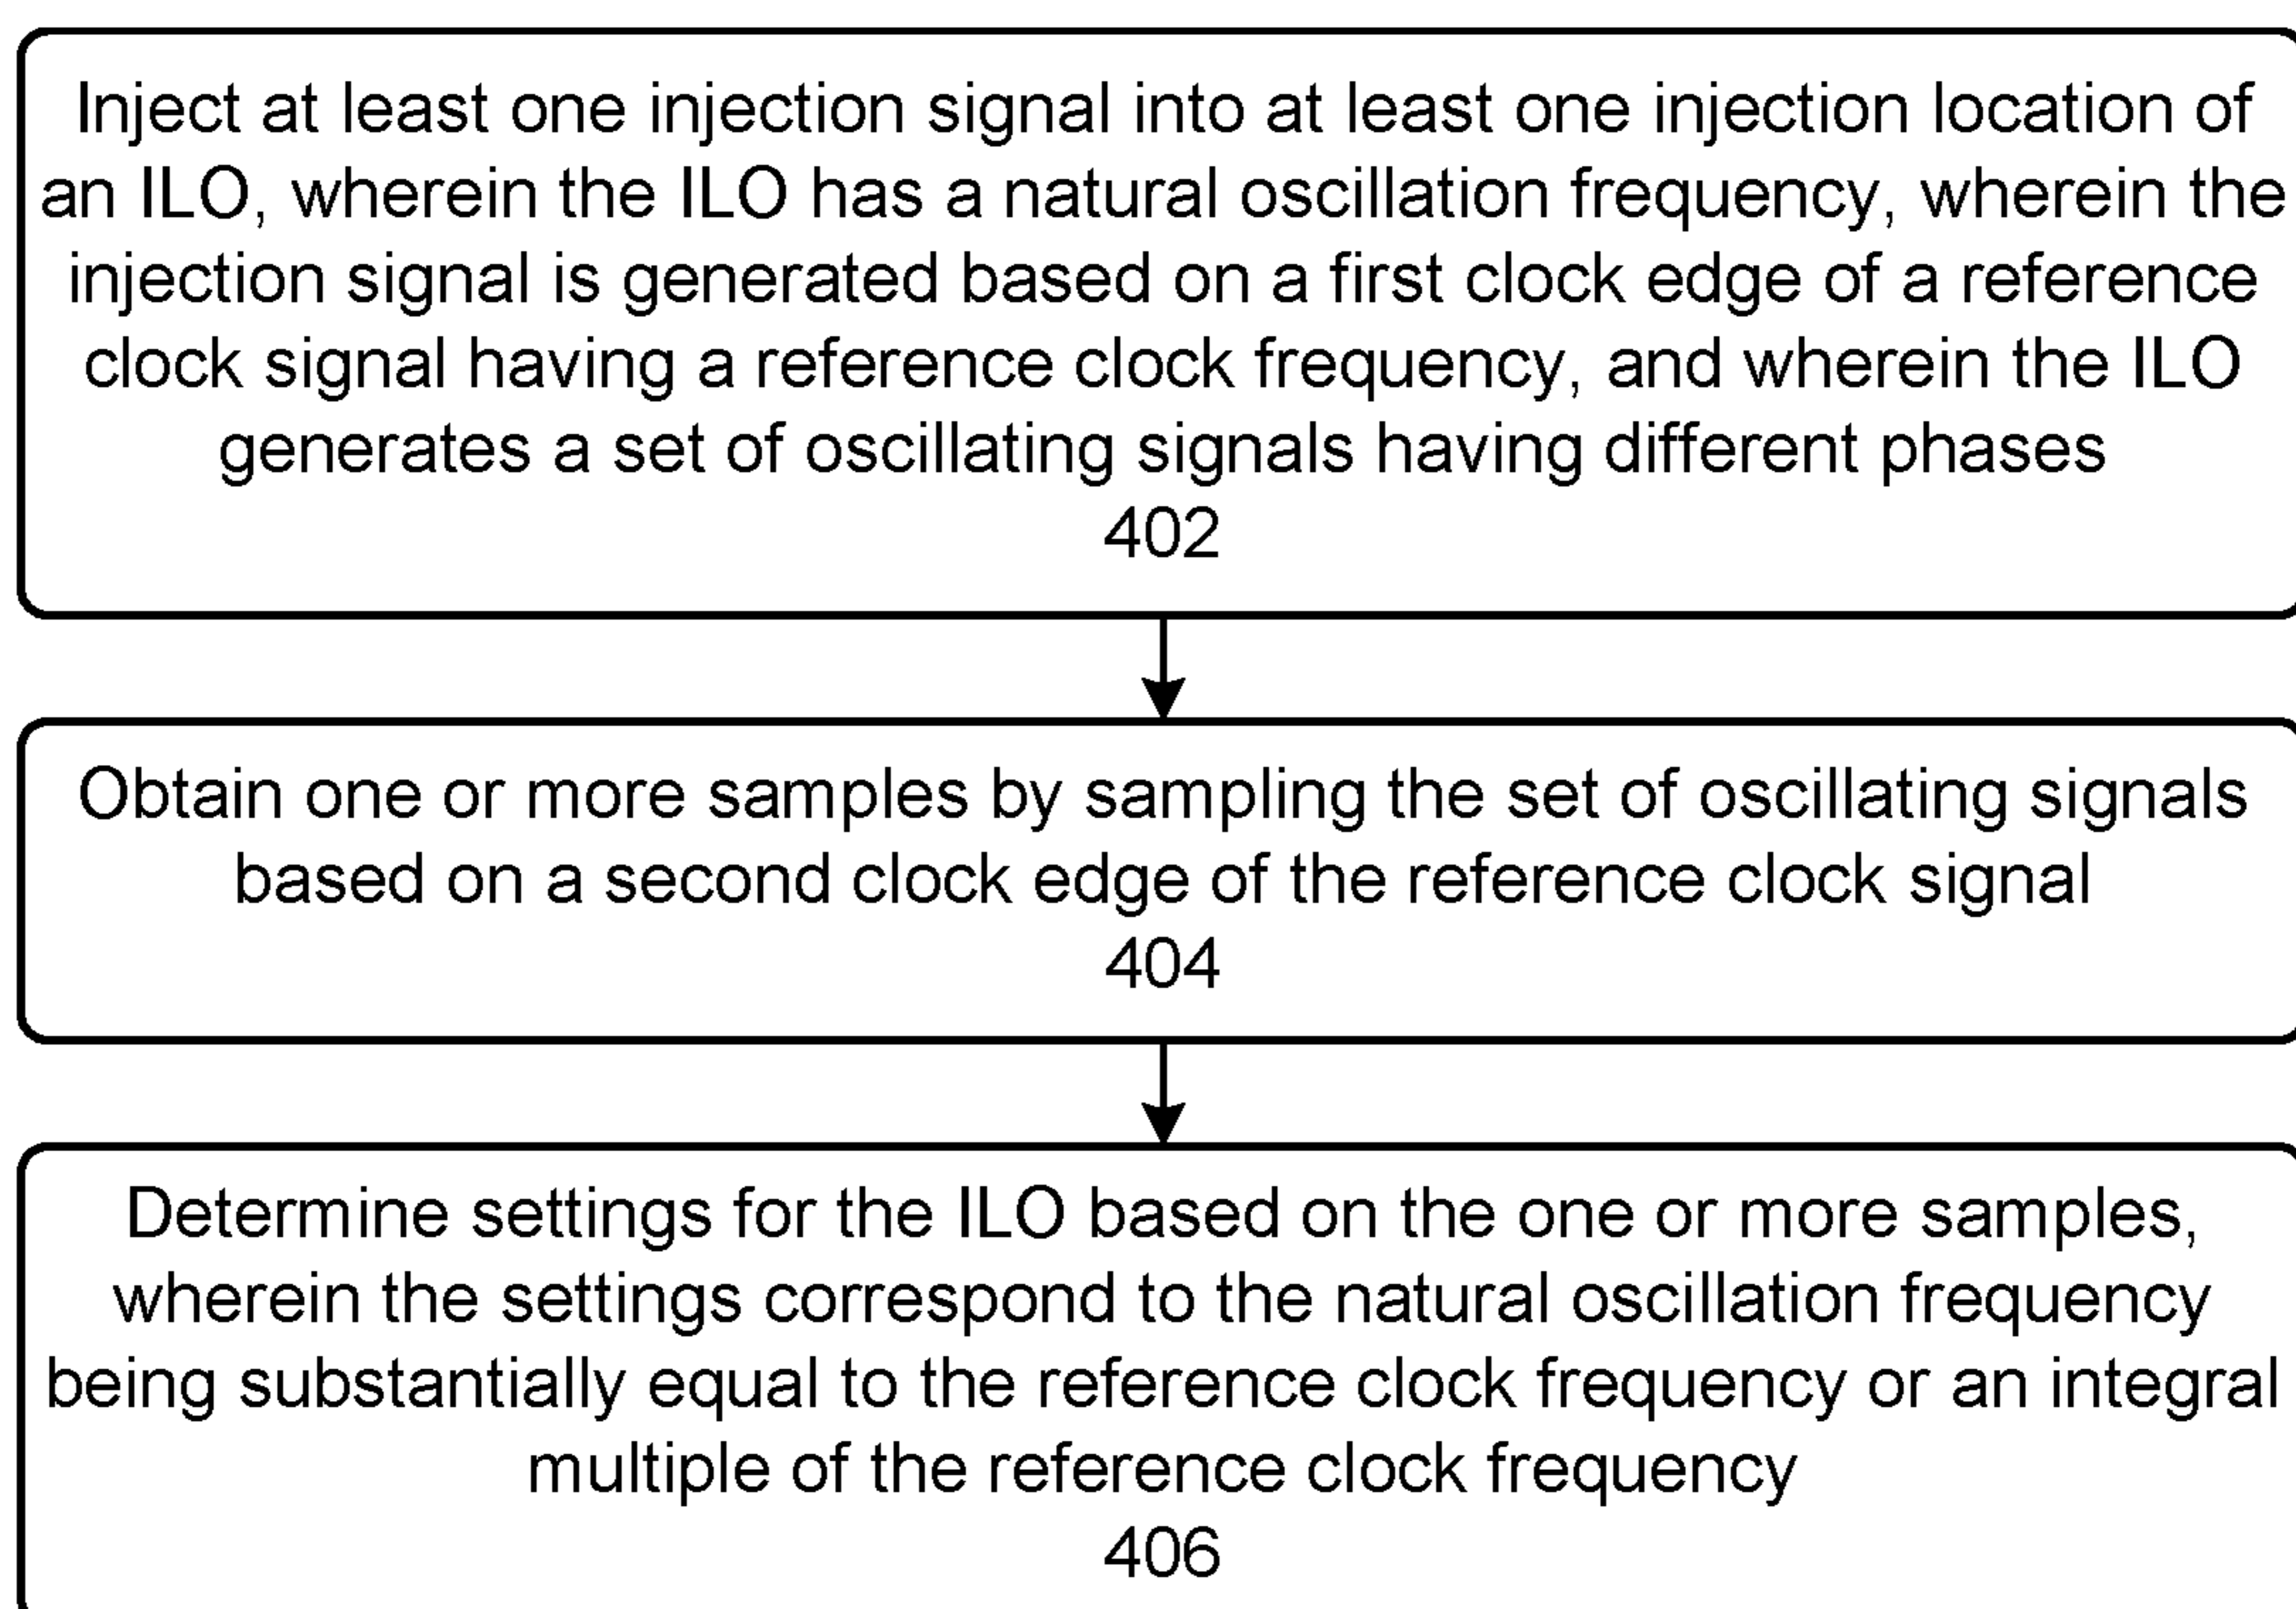 Inject at least one injection signal into at least one injection location of
an ILO, wherein the ILO has a natural oscillation frequency, wherein the
injection signal is generated based on a first clock edge of a reference
clock signal having a reference clock frequency, and wherein the ILO
generates a set of oscillating signals having different phases
402
Obtain one or more samples by sampling the set of oscillating signals
based on a second clock edge of the reference clock signal
404
Determine settings for the ILO based on the one or more samples,
wherein the settings correspond to the natural oscillation frequency
being substantially equal to the reference clock frequency or an integral
multiple of the reference clock frequency
406